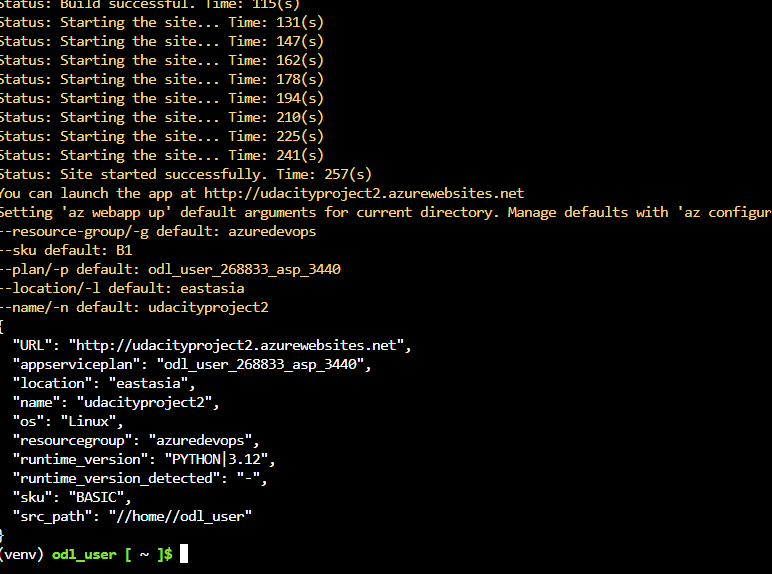 Status: Build successful. Time: 115(s)
Status: Starting the site... Time: 131(s)
Status: Starting the site... Time: 147(s)
Status: Starting the site... Time: 162(s)
Status: Starting the site... Time: 178(s)
Status: Starting the site... Time: 194(s)
Status: Starting the site... Time: 210(s)
Status: Starting the site... Time: 225(s)
Status: Starting the site... Time: 241(s)
Status: Site started successfully. Time: 257(s)
You can launch the app at http://udacityproject2.azurewebsites.net
Setting 'az webapp up' default arguments for current directory. Manage defaults with 'az configur
--resource-group/-g default: azuredevops
--sku default: B1
--plan/-p default: odl_user_268833_asp_3440
--location/-l default: eastasia
--name/-n default: udacityproject2
{
  "URL": "http://udacityproject2.azurewebsites.net",
  "appserviceplan": "odl_user_268833_asp_3440",
  "location": "eastasia",
  "name": "udacityproject2",
  "os": "Linux",
  "resourcegroup": "azuredevops",
  "runtime_version": "PYTHON|3.12",
  "runtime_version_detected": "-",
  "sku": "BASIC",
  "src_path": "//home//odl_user"
}
(venv) odl_user [ ~ ]$